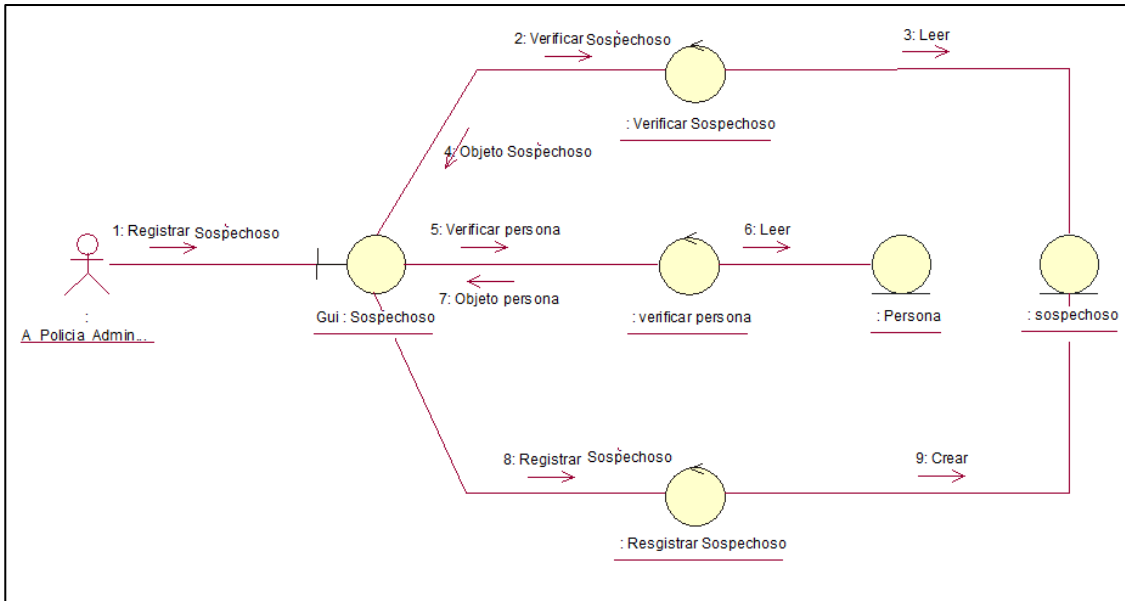 2: Verificar Sospechoso
3: Leer
: Verificar Sospechoso
4: Objeto Sospechoso
1: Registrar Sospechoso
5: Verificar persona
6: Leer
7: Objeto persona
:
A_Policia_Admin...
Gui : Sospechoso
: verificar persona
: Persona
: sospechoso
8: Registrar Sospechoso
9: Crear
: Resgistrar Sospechoso